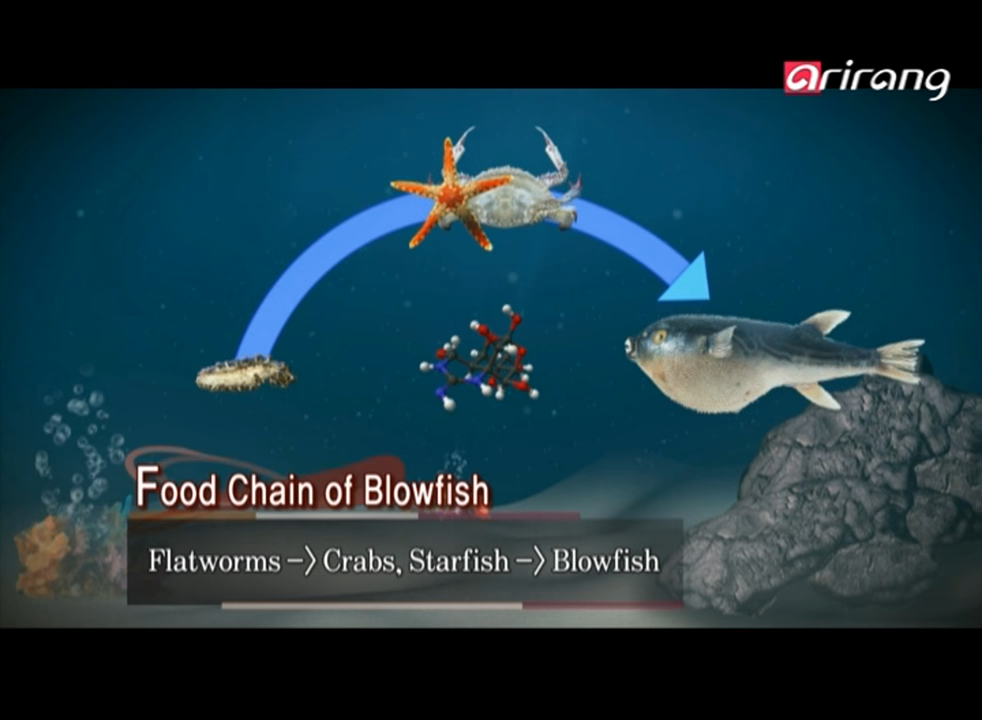 arirang
Food Chain of Blowfish
Flatworms –> Crabs, Starfish –> Blowfish